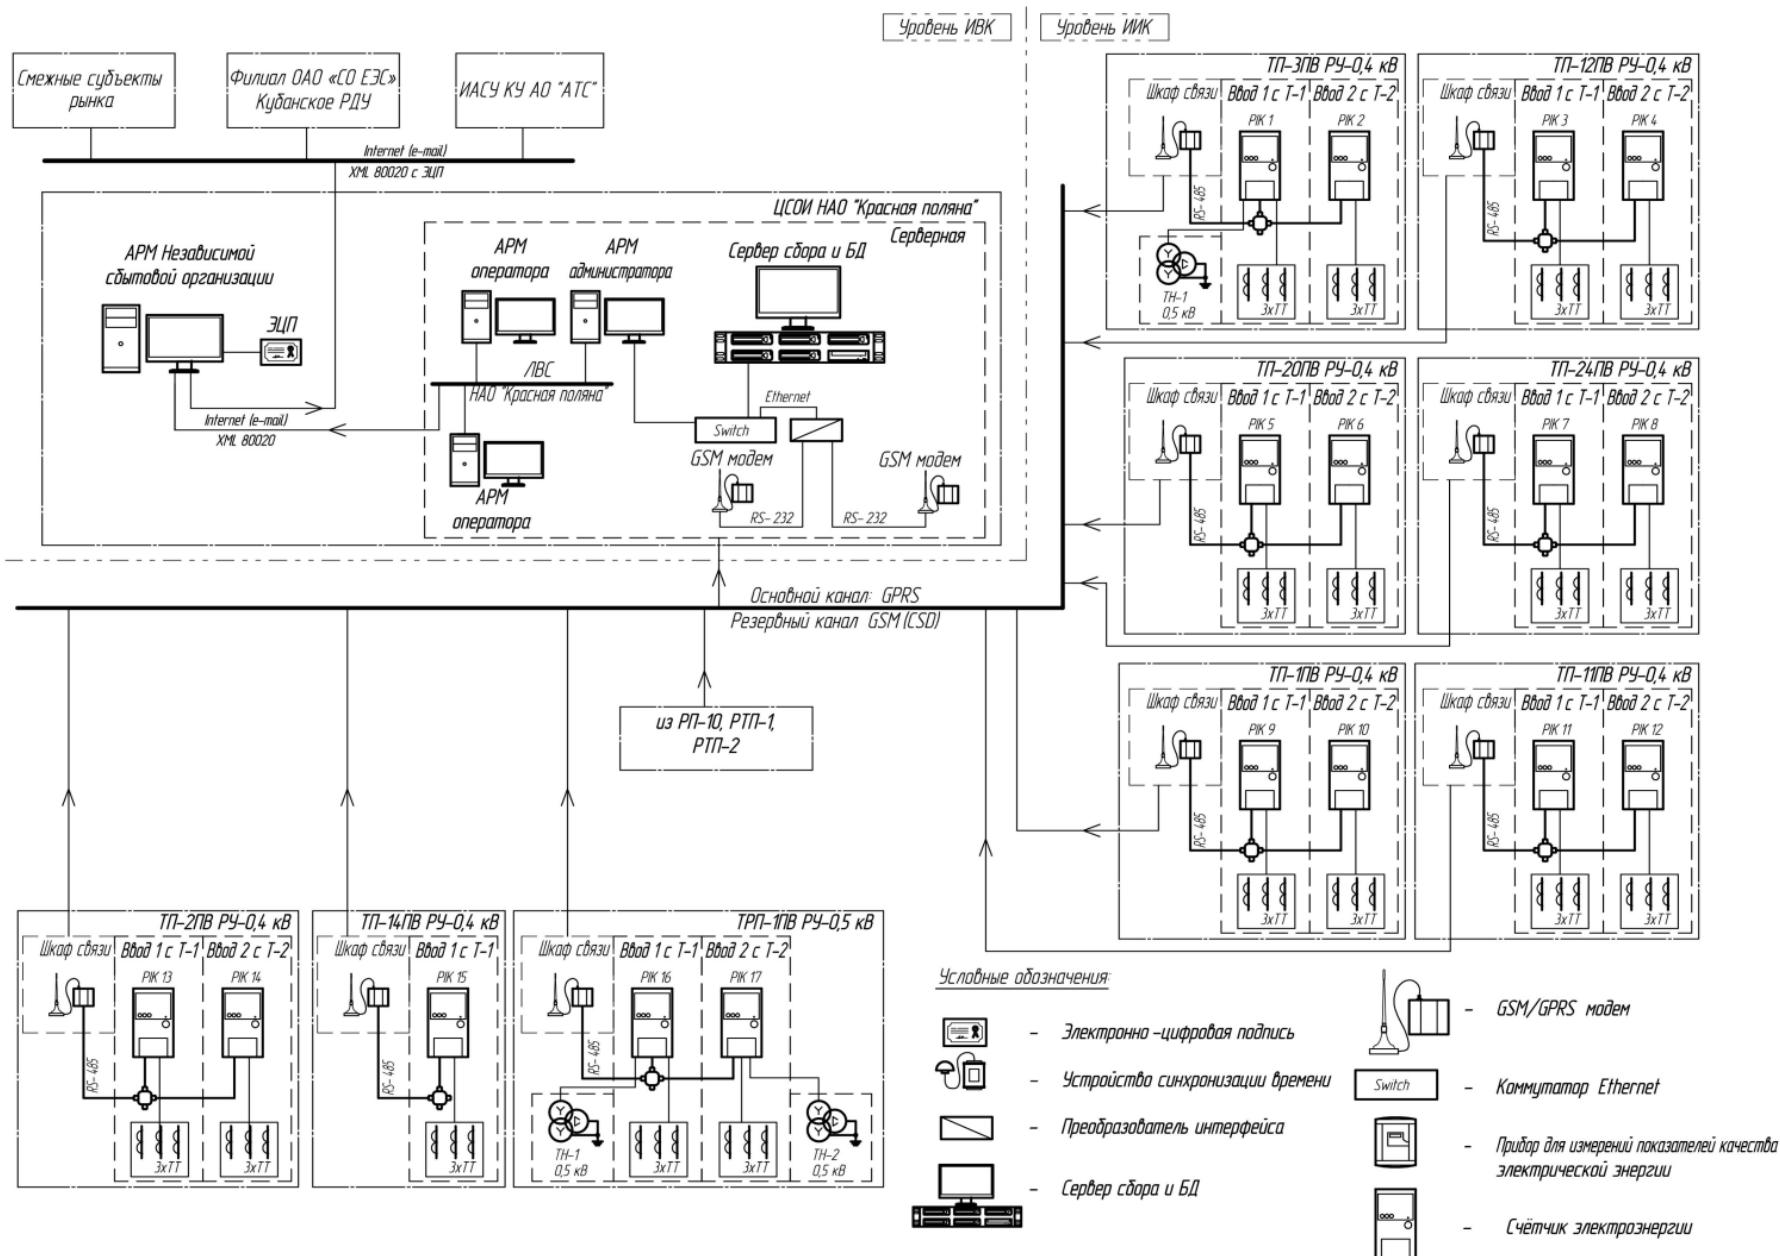 Уровень ИВК
Уровень ИИК
Смежные субъекты
рынка
Филиал ОАО «СО ЕЭС»
Кубанское РДУ
ИАСУ КУ АО "АТС"
Internet (e-mail)
XML 80020 с ЭЦП
ЦСОИ НАО "Красная поляна"
Серверная
АРМ Независимой
сбытовой организации
ЭЦП
АРМ
оператора
АРМ
администратора
Сервер сбора и БД
ЛВС
НАО "Красная поляна"
Internet (e-mail)
XML 80020
Ethernet
Switch
GSM модем
GSM модем
АРМ
оператора
RS-232
RS-232
Основной канал: GPRS
Резервный канал GSM (CSD)
из РП-10, РТП-1,
РТП-2
ТП-3ПВ РУ-0,4 кВ
Шкаф связи
Ввод 1 с Т-1
Ввод 2 с Т-2
PIK 1
PIK 2
RS-485
ТН-1
0,5 кВ
3хТТ
3хТТ
ТП-12ПВ РУ-0,4 кВ
Шкаф связи
Ввод 1 с Т-1
Ввод 2 с Т-2
PIK 3
PIK 4
RS-485
3хТТ
3хТТ
ТП-20ПВ РУ-0,4 кВ
Шкаф связи
Ввод 1 с Т-1
Ввод 2 с Т-2
PIK 5
PIK 6
RS-485
3хТТ
3хТТ
ТП-24ПВ РУ-0,4 кВ
Шкаф связи
Ввод 1 с Т-1
Ввод 2 с Т-2
PIK 7
PIK 8
RS-485
3хТТ
3хТТ
ТП-1ПВ РУ-0,4 кВ
Шкаф связи
Ввод 1 с Т-1
Ввод 2 с Т-2
PIK 9
PIK 10
RS-485
3хТТ
3хТТ
ТП-11ПВ РУ-0,4 кВ
Шкаф связи
Ввод 1 с Т-1
Ввод 2 с Т-2
PIK 11
PIK 12
RS-485
3хТТ
3хТТ
ТП-2ПВ РУ-0,4 кВ
Шкаф связи
Ввод 1 с Т-1
Ввод 2 с Т-2
PIK 13
PIK 14
RS-485
3хТТ
3хТТ
ТП-14ПВ РУ-0,4 кВ
Шкаф связи
Ввод 1 с Т-1
PIK 15
RS-485
3хТТ
ТРП-1ПВ РУ-0,5 кВ
Шкаф связи
Ввод 1 с Т-1
Ввод 2 с Т-2
PIK 16
PIK 17
RS-485
ТН-1
0,5 кВ
3хТТ
3хТТ
ТН-2
0,5 кВ
Условные обозначения:
- Электронно-цифровая подпись
- Устройство синхронизации времени
- Преобразователь интерфейса
- Сервер сбора и БД
- GSM/GPRS модем
Switch - Коммутатор Ethernet
- Прибор для измерений показателей качества
электрической энергии
- Счётчик электроэнергии